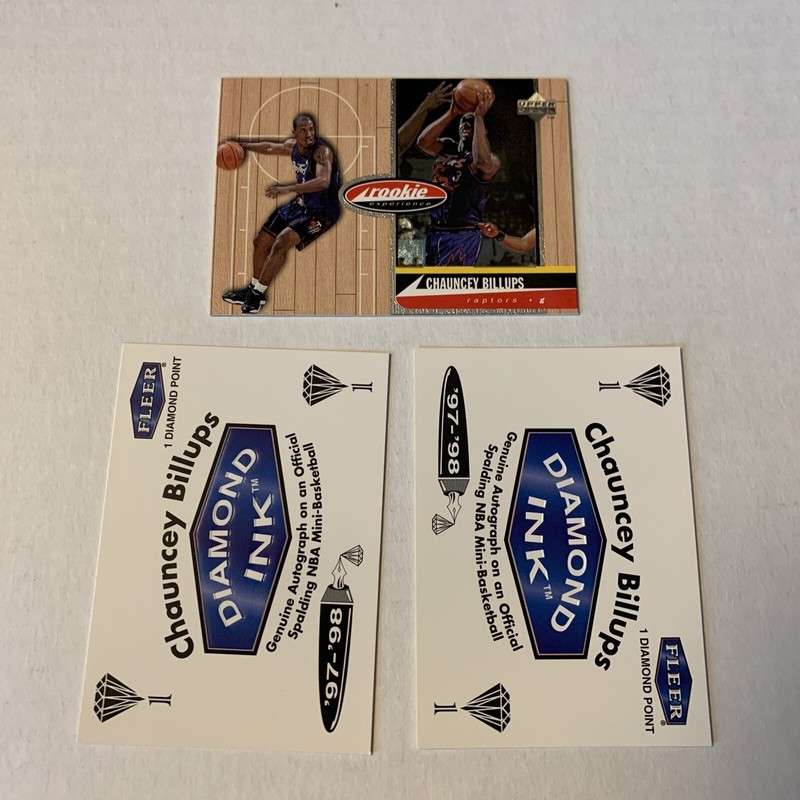 UPPER DECK
rookie
experience
CHAUNCEY BILLUPS
raptors • g
FLEER®
1 DIAMOND POINT
1
Chauncey Billups
DIAMOND
INK™
Genuine Autograph on an Official
Spalding NBA Mini-Basketball
'97-'98
1
1
Chauncey Billups
DIAMOND
INK™
Genuine Autograph on an Official
Spalding NBA Mini-Basketball
'97-'98
1
FLEER®
1 DIAMOND POINT